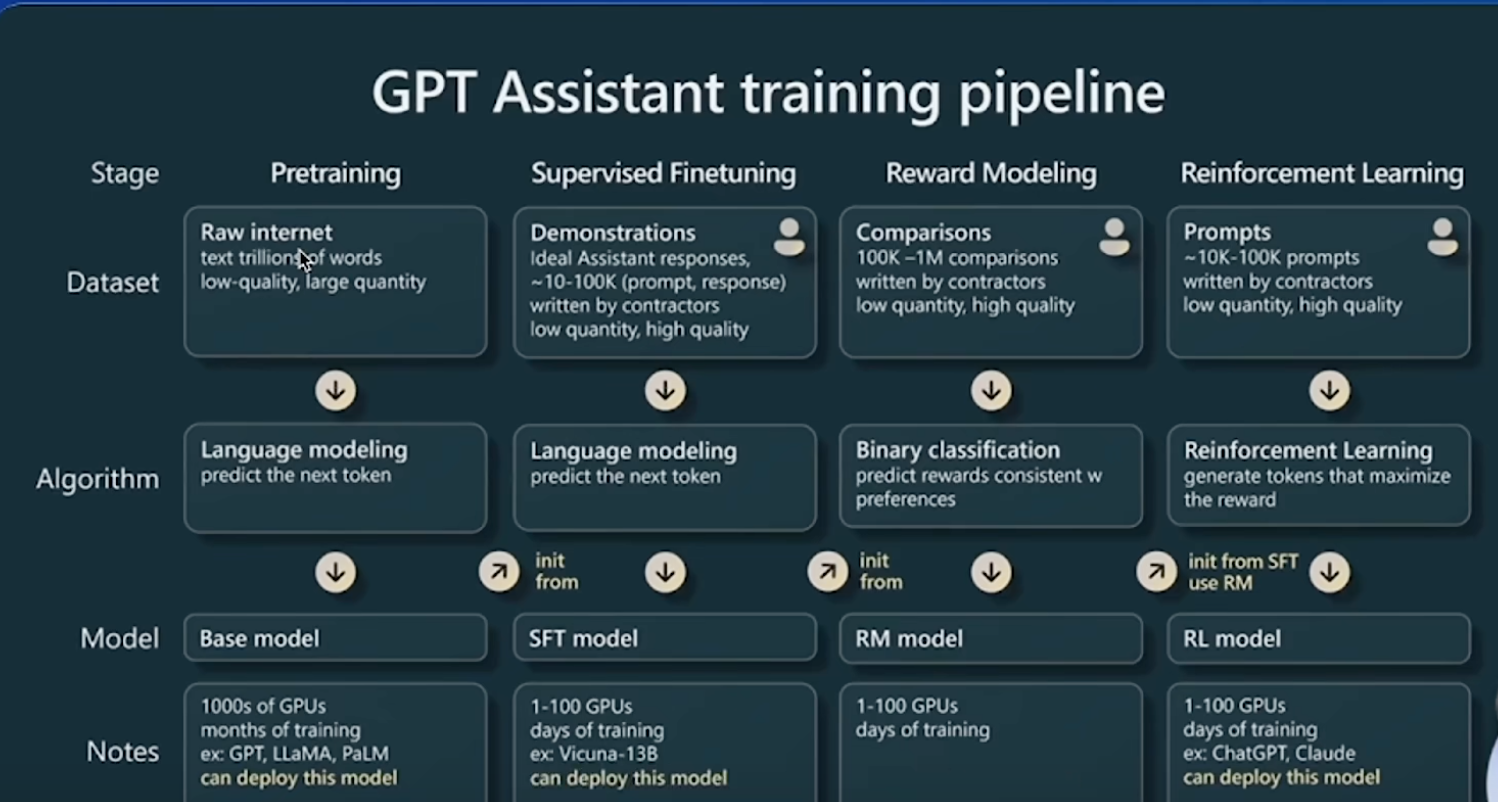 GPT Assistant training pipeline
Stage
Pretraining
Supervised Finetuning
Reward Modeling
Reinforcement Learning
Dataset
Raw internet
text trillions of words
low-quality, large quantity
Demonstrations
Ideal Assistant responses,
~10-100K (prompt, response)
written by contractors
low quantity, high quality
Comparisons
100K –1M comparisons
written by contractors
low quantity, high quality
Prompts
~10K-100K prompts
written by contractors
low quantity, high quality
Algorithm
Language modeling
predict the next token
Language modeling
predict the next token
Binary classification
predict rewards consistent w
preferences
Reinforcement Learning
generate tokens that maximize
the reward
init
from
init
from
init from SFT
use RM
Model
Base model
SFT model
RM model
RL model
Notes
1000s of GPUs
months of training
ex: GPT, LLaMA, PaLM
can deploy this model
1-100 GPUs
days of training
ex: Vicuna-13B
can deploy this model
1-100 GPUs
days of training
1-100 GPUs
days of training
ex: ChatGPT, Claude
can deploy this model